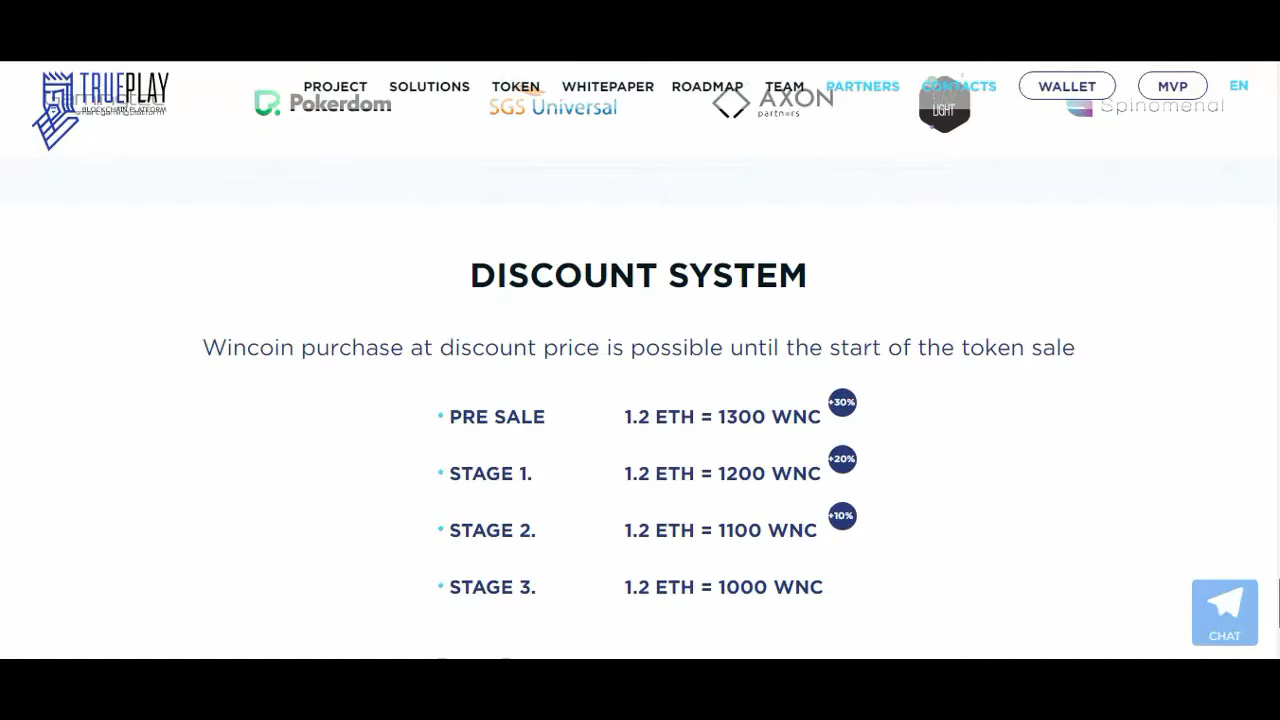 TRUEPLAY
BLOCKCHAIN PLATFORM
PROJECT SOLUTIONS TOKEN WHITEPAPER ROADMAP TEAM PARTNERS CONTACTS WALLET MVP EN
Pokerdom SGS Universal AXON partners LIGHT Spinomenal
DISCOUNT SYSTEM
Wincoin purchase at discount price is possible until the start of the token sale
• PRE SALE 1.2 ETH = 1300 WNC +30%
• STAGE 1. 1.2 ETH = 1200 WNC +20%
• STAGE 2. 1.2 ETH = 1100 WNC +10%
• STAGE 3. 1.2 ETH = 1000 WNC
CHAT